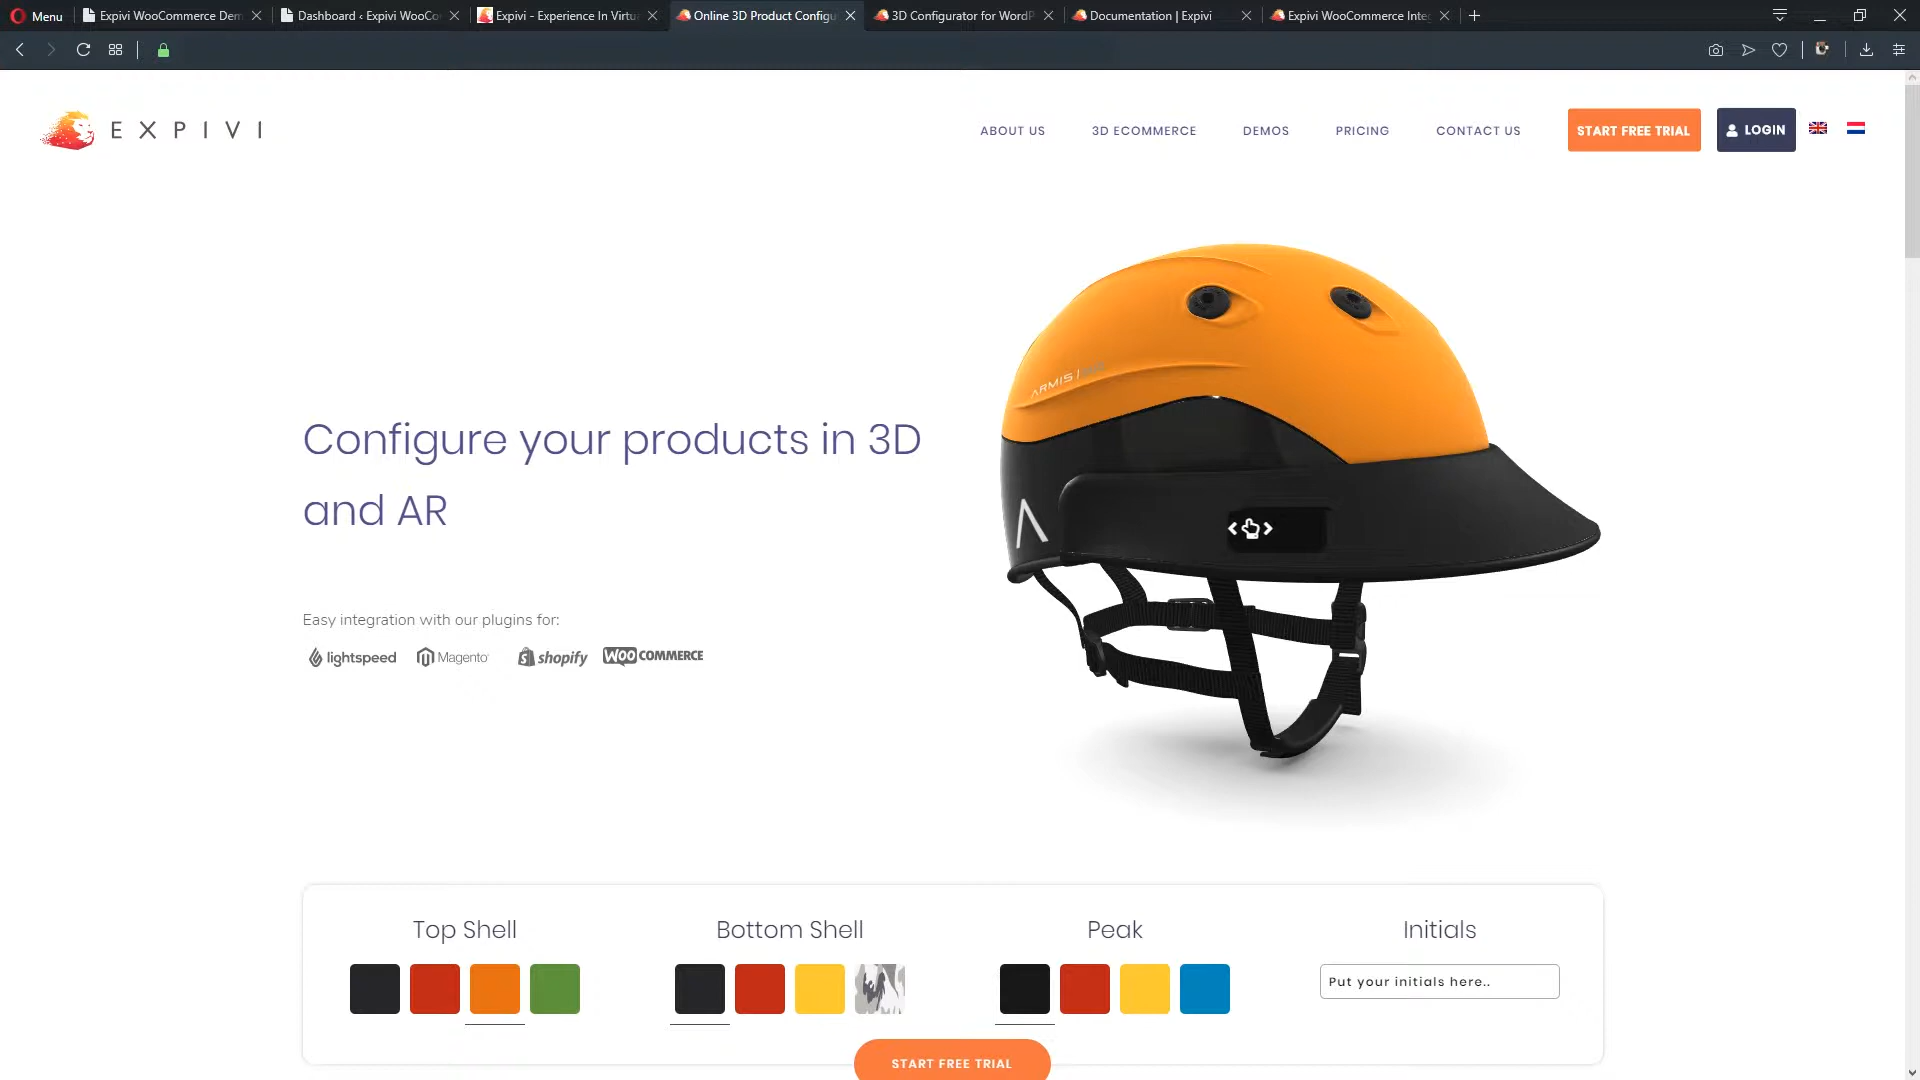 Menu
Expivi WooCommerce Dem
Dashboard ‹ Expivi WooCo
Expivi - Experience In Virtu
Online 3D Product Configu
3D Configurator for WordP
Documentation | Expivi
Expivi WooCommerce Inte
EXPIVI
ABOUT US
3D ECOMMERCE
DEMOS
PRICING
CONTACT US
START FREE TRIAL
LOGIN
ARMIS |
Configure your products in 3D
and AR
Easy integration with our plugins for:
lightspeed
Magento
shopify
WOO COMMERCE
Top Shell
Bottom Shell
Peak
Initials
Put your initials here..
START FREE TRIAL